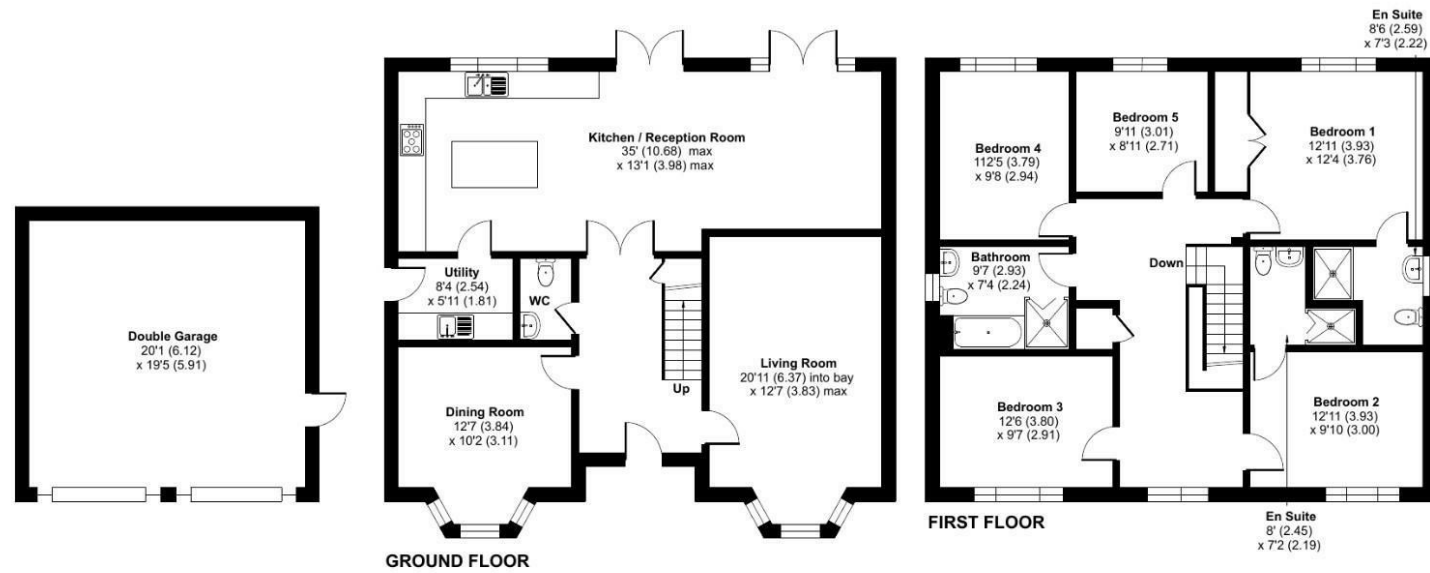 Double Garage
20'1 (6.12)
x 19'5 (5.91)
Kitchen / Reception Room
35' (10.68) max
x 13'1 (3.98) max
Utility
8'4 (2.54)
x 5'11 (1.81)
WC
Dining Room
12'7 (3.84)
x 10'2 (3.11)
Up
Living Room
20'11 (6.37) into bay
x 12'7 (3.83) max
GROUND FLOOR
En Suite
8'6 (2.59)
x 7'3 (2.22)
Bedroom 4
112'5 (3.79)
x 9'8 (2.94)
Bedroom 5
9'11 (3.01)
x 8'11 (2.71)
Bedroom 1
12'11 (3.93)
x 12'4 (3.76)
Bathroom
9'7 (2.93)
x 7'4 (2.24)
Down
Bedroom 3
12'6 (3.80)
x 9'7 (2.91)
Bedroom 2
12'11 (3.93)
x 9'10 (3.00)
En Suite
8' (2.45)
x 7'2 (2.19)
FIRST FLOOR